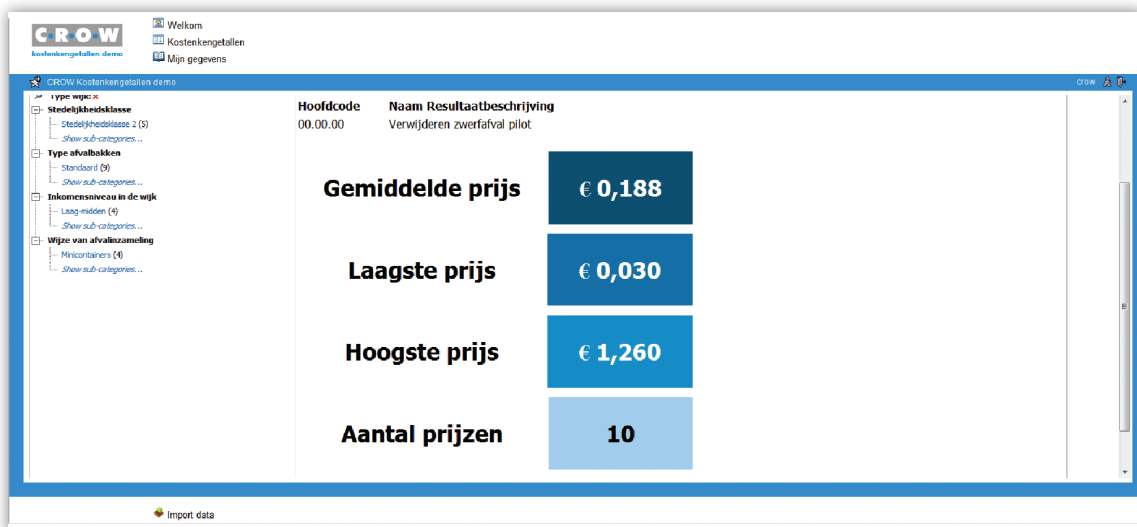 C·R·O·W
kostenkengetallen demo
Welkom
Kostenkengetallen
Mijn gegevens
CROW Kostenkengetallen demo
crow
Type wijk: x
Stedelijkheidsklasse
Stedelijkheidsklasse 2 (5)
Show sub-categories...
Type afvalbakken
Standaard (9)
Show sub-categories...
Inkomensniveau in de wijk
Laag-midden (4)
Show sub-categories...
Wijze van afvalinzameling
Minicontainers (4)
Show sub-categories...
Hoofdcode Naam Resultaatbeschrijving
00.00.00 Verwijderen zwerfafval pilot
Gemiddelde prijs € 0,188
Laagste prijs € 0,030
Hoogste prijs € 1,260
Aantal prijzen 10
Import data